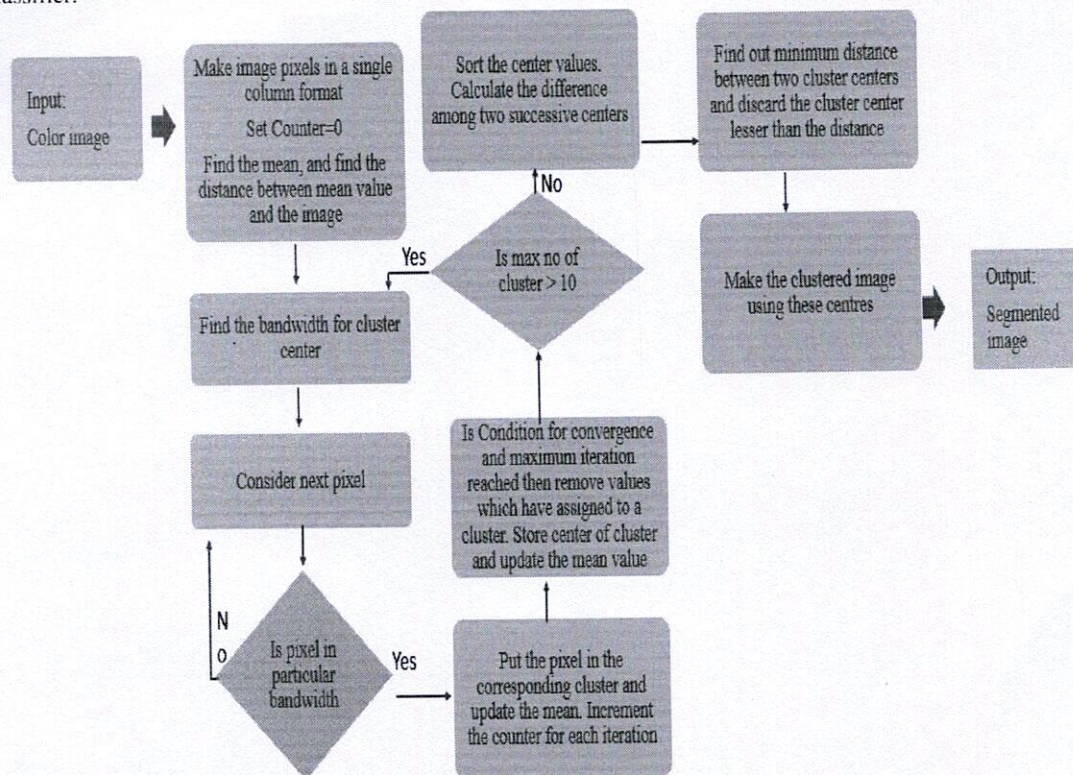 assifier.
Input:
Color image
Make image pixels in a single
column format
Set Counter=0
Find the mean, and find the
distance between mean value
and the image
Find the bandwidth for cluster
center
Consider next pixel
Is pixel in
particular
bandwidth
N
O
Yes
Put the pixel in the
corresponding cluster and
update the mean. Increment
the counter for each iteration
Is Condition for convergence
and maximum iteration
reached then remove values
which have assigned to a
cluster. Store center of cluster
and update the mean value
Is max no of
cluster > 10
Yes
No
Sort the center values.
Calculate the difference
among two successive centers
Find out minimum distance
between two cluster centers
and discard the cluster center
lesser than the distance
Make the clustered image
using these centres
Output:
Segmented
image